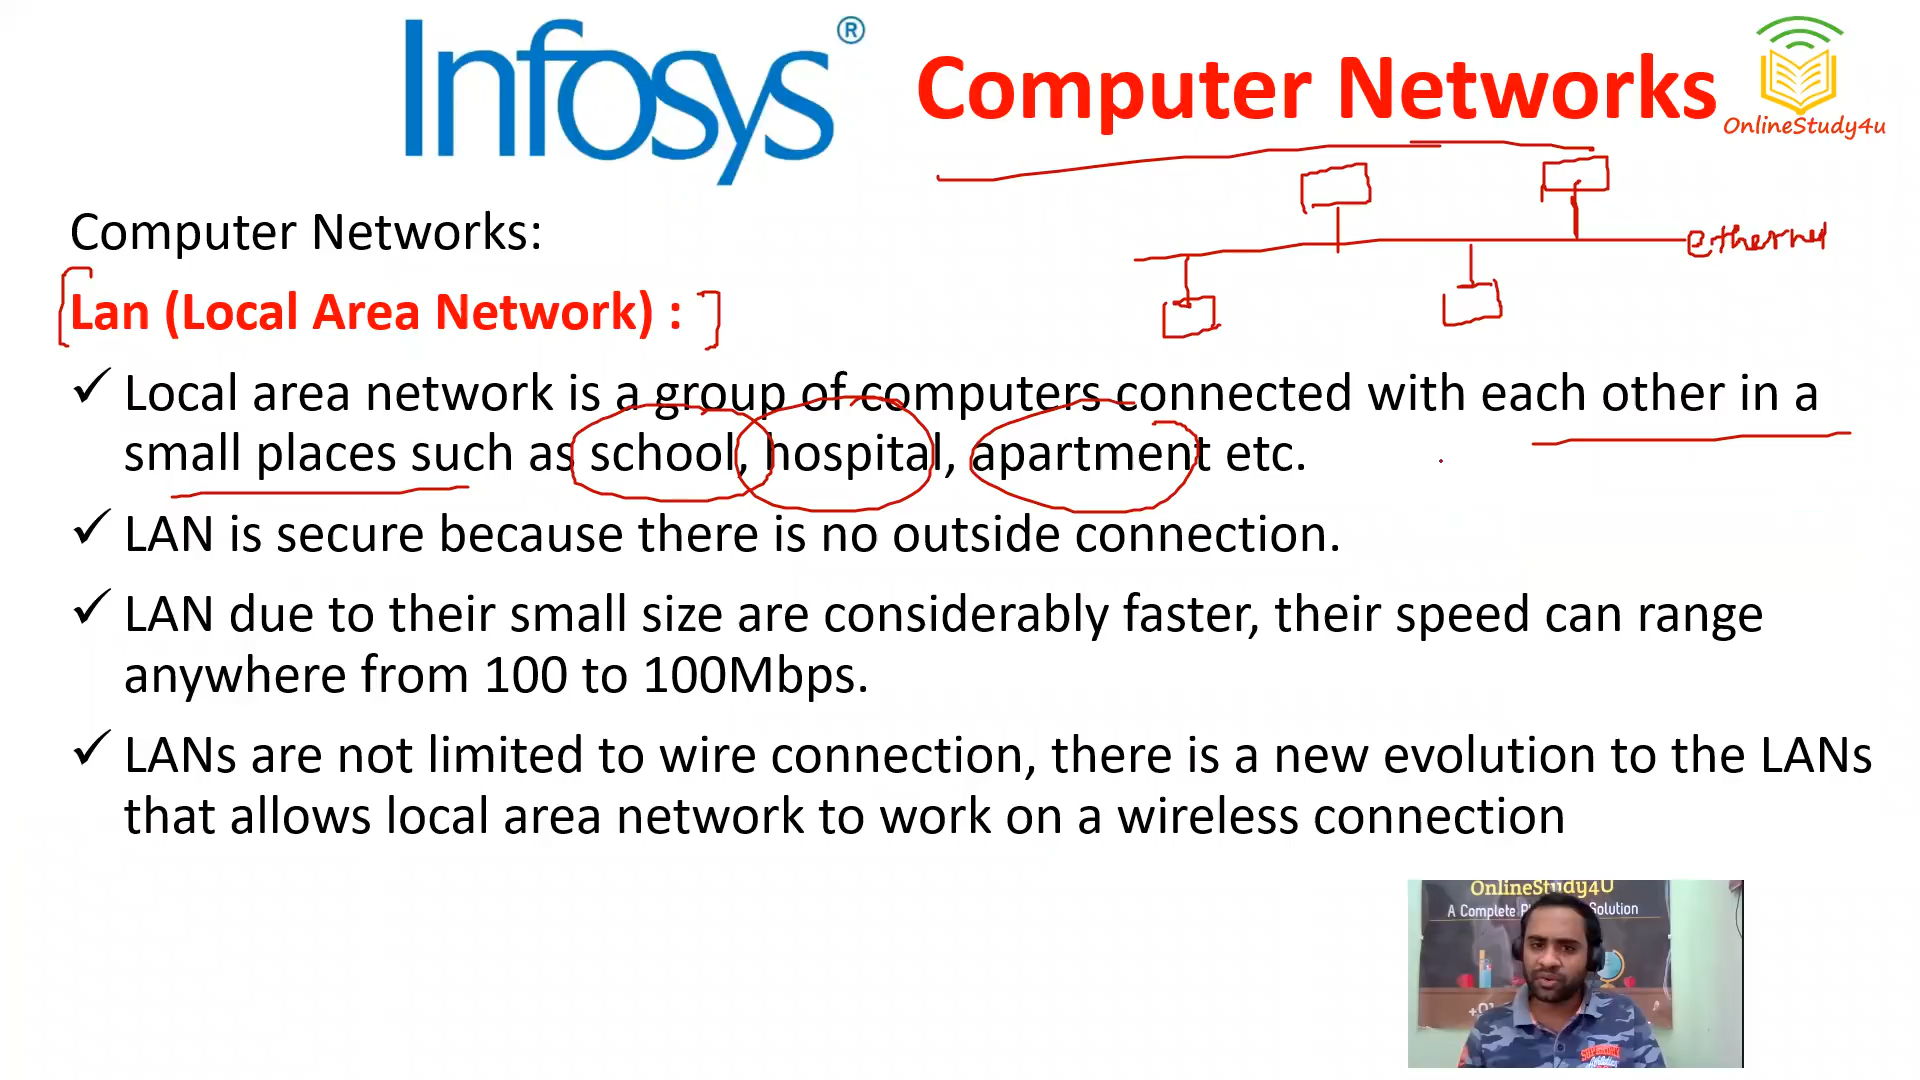 Infosys®
Computer Networks
OnlineStudy4u
Computer Networks:
Lan (Local Area Network) :
✓ Local area network is a group of computers connected with each other in a
small places such as school, hospital, apartment etc.
✓ LAN is secure because there is no outside connection.
✓ LAN due to their small size are considerably faster, their speed can range
anywhere from 100 to 100Mbps.
✓ LANs are not limited to wire connection, there is a new evolution to the LANs
that allows local area network to work on a wireless connection
OnlineStudy4U
A Complete Solution